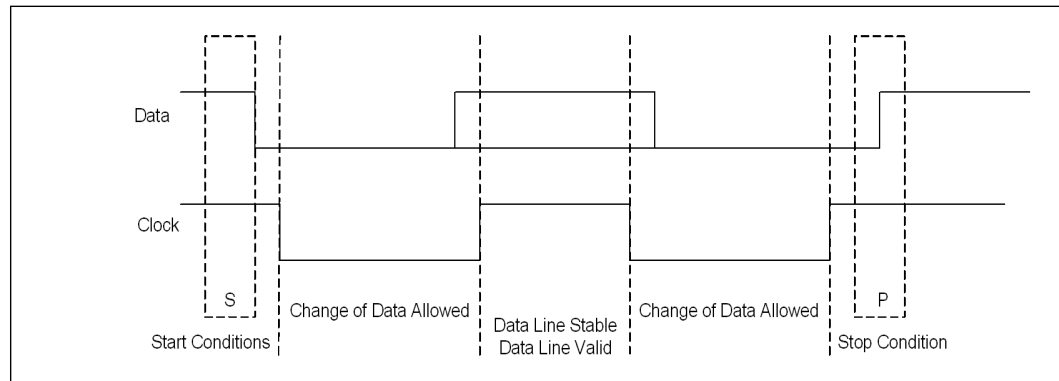 Data
Clock
S
Start Conditions
Change of Data Allowed
Data Line Stable
Data Line Valid
Change of Data Allowed
P
Stop Condition